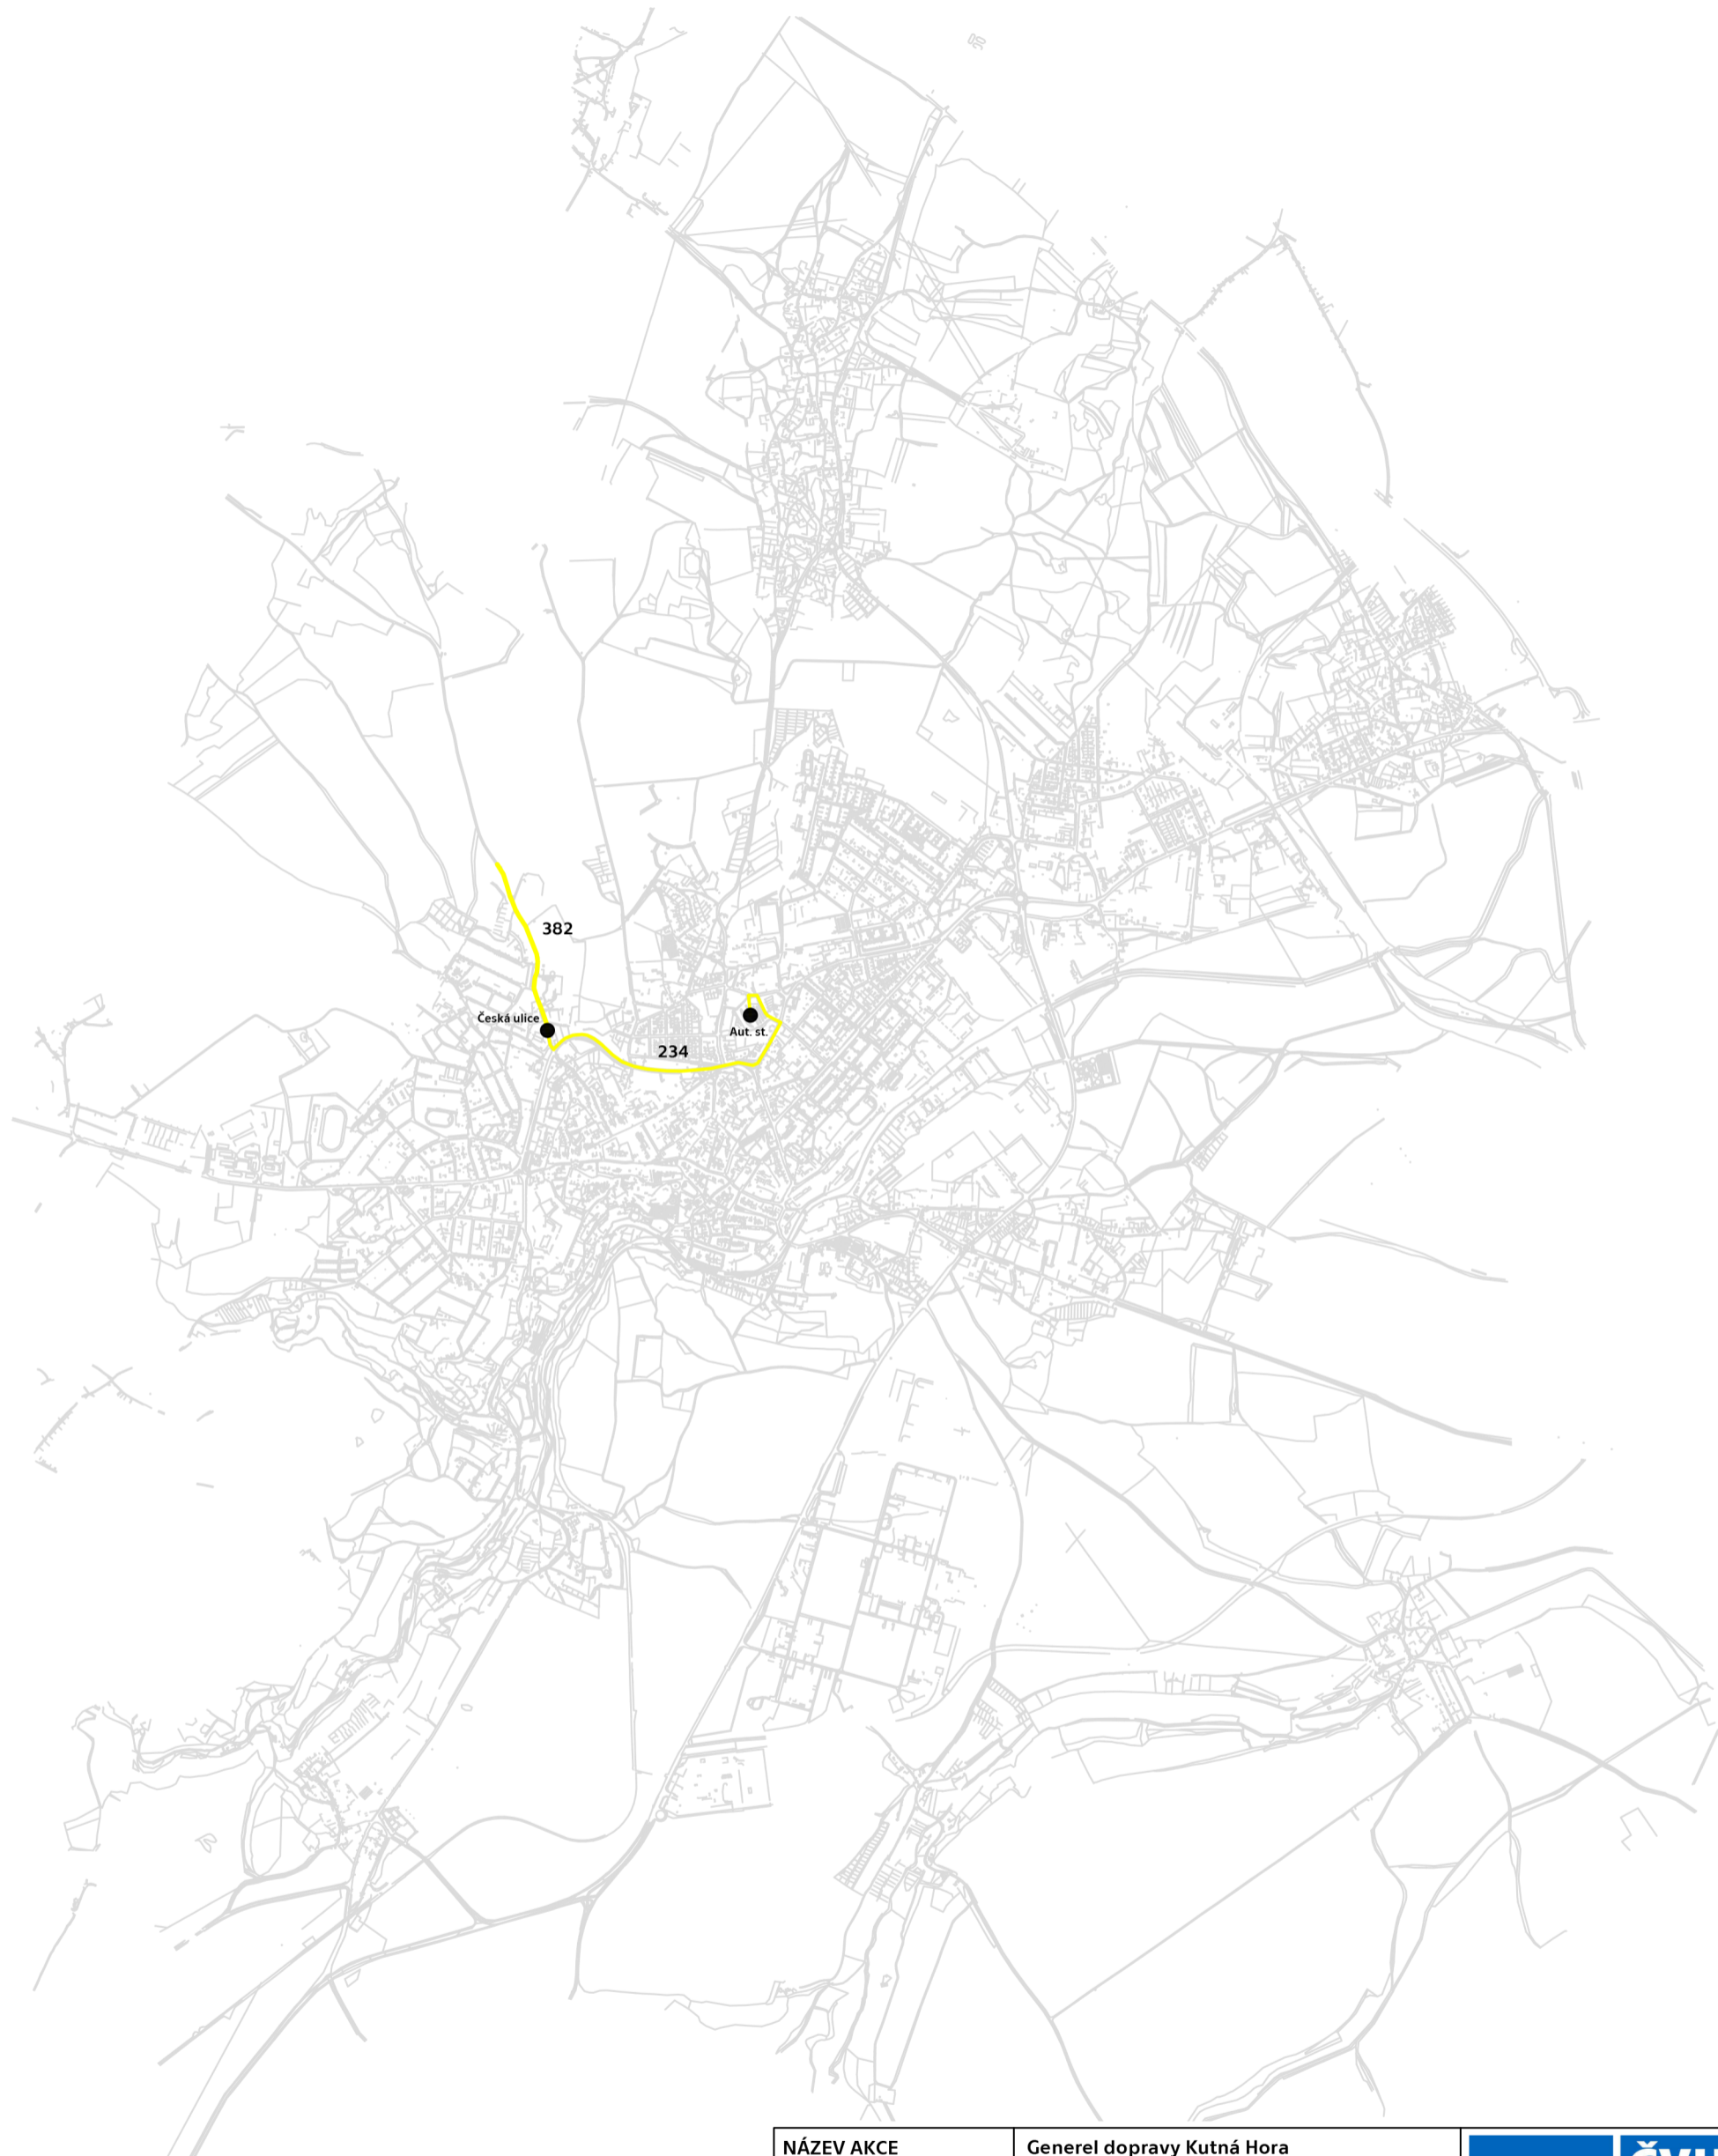 382
Česká ulice
Aut. st.
234
NÁZEV AKCE
Generel dopravy Kutná Hora